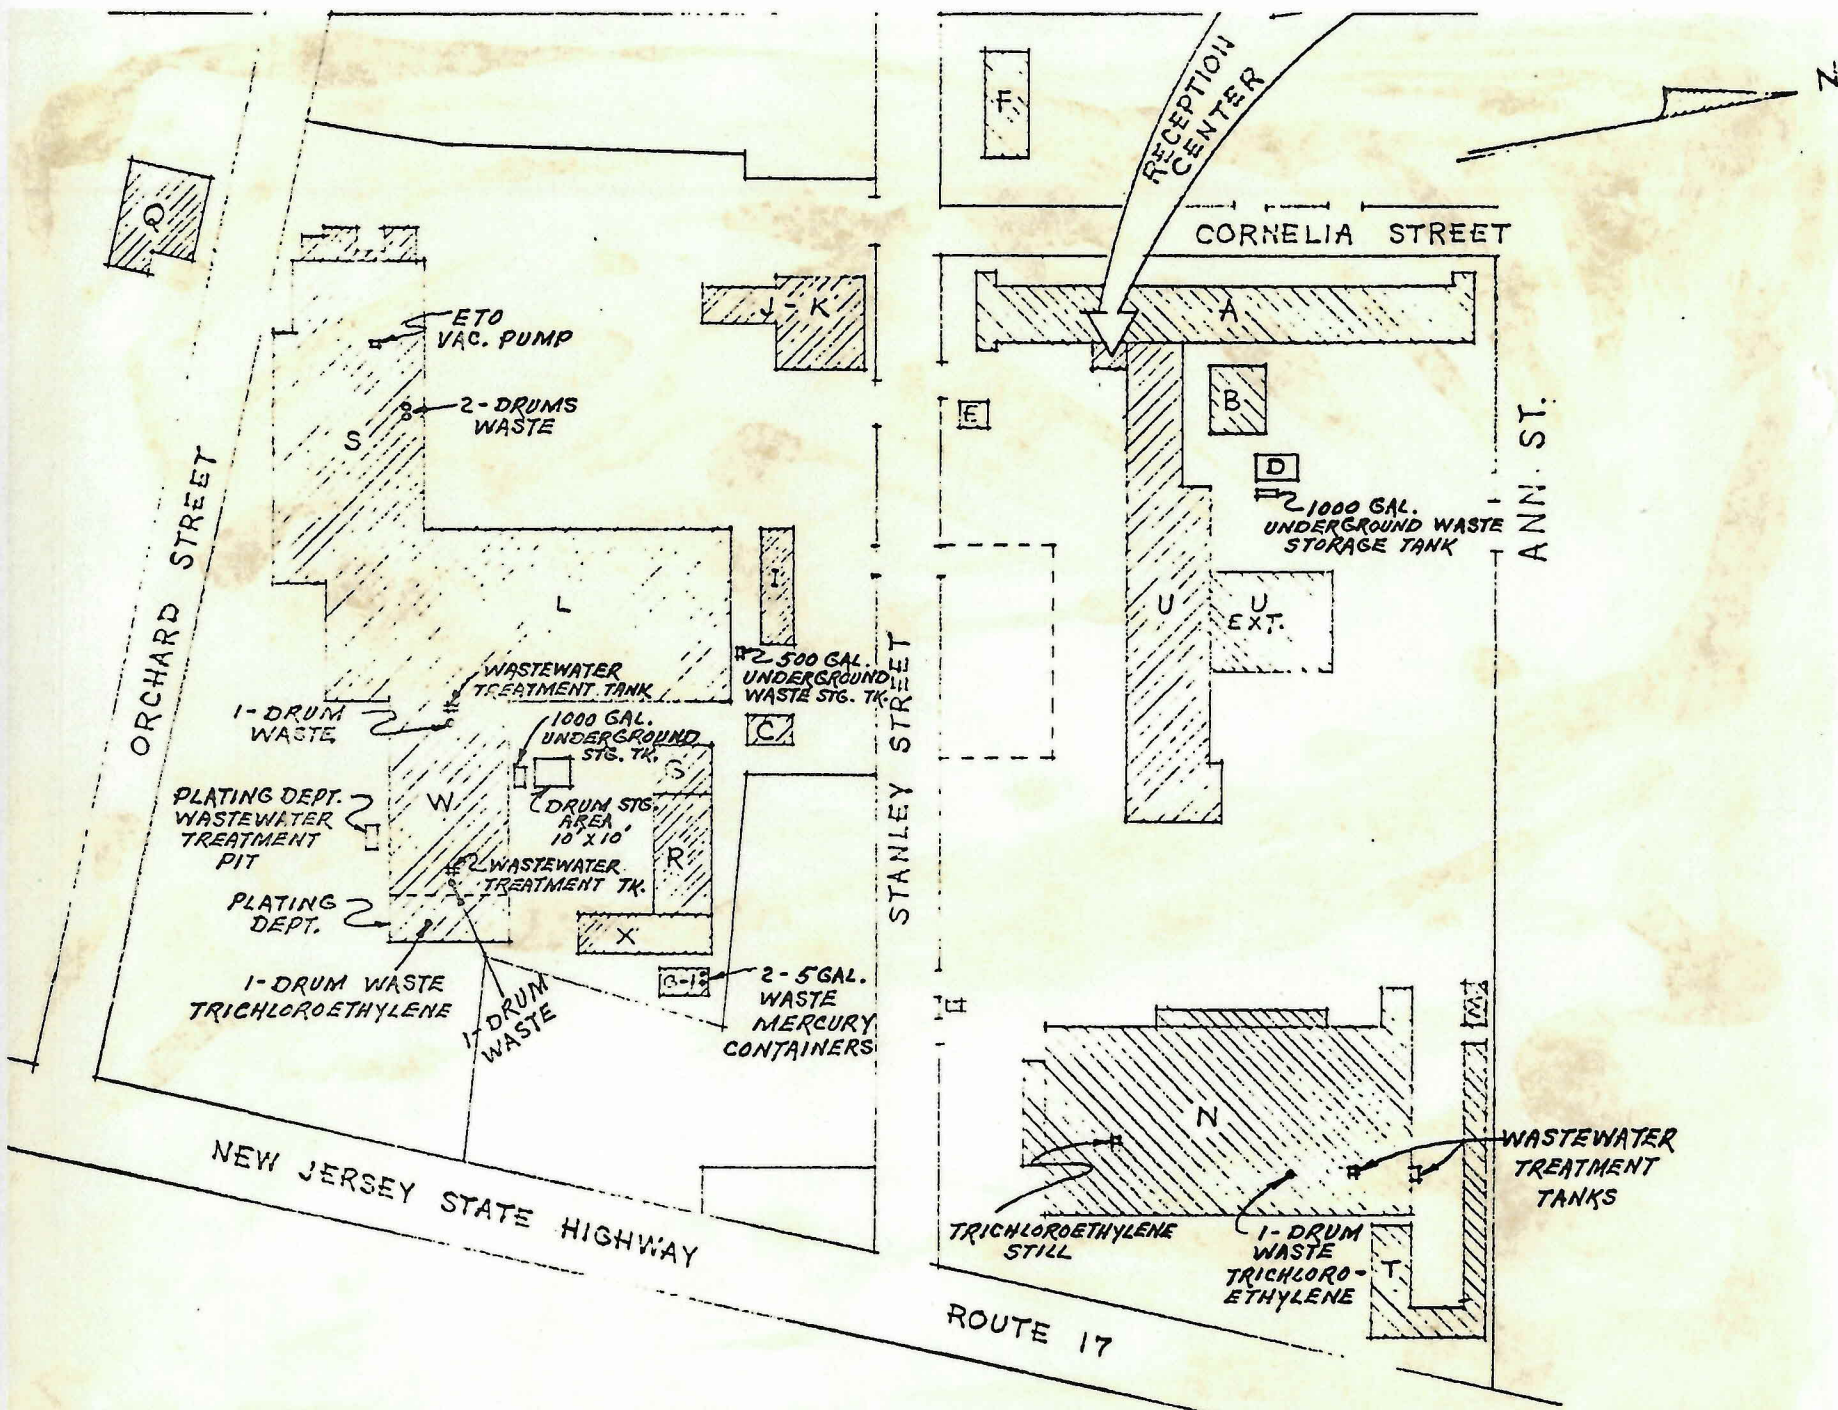 RECEPTION
CENTER
N
F
CORNELIA STREET
Q
J-K
A
ETO
VAC. PUMP
2-DRUMS
WASTE
S
E
B
D
1000 GAL.
UNDERGROUND WASTE
STORAGE TANK
ANN ST.
ORCHARD STREET
L
I
U
U
EXT.
STANLEY STREET
WASTEWATER
TREATMENT TANK
500 GAL.
UNDERGROUND
WASTE STG. TK.
1-DRUM
WASTE
1000 GAL.
UNDERGROUND
STG. TK.
C
G
PLATING DEPT.
WASTEWATER
TREATMENT
PIT
W
DRUM STG.
AREA
10'X10'
R
WASTEWATER
TREATMENT TK.
PLATING
DEPT.
X
1-DRUM WASTE
TRICHLOROETHYLENE
1-DRUM
WASTE
2-5 GAL.
WASTE
MERCURY
CONTAINERS
M
N
WASTEWATER
TREATMENT
TANKS
TRICHLOROETHYLENE
STILL
1-DRUM
WASTE
TRICHLORO-
ETHYLENE
T
NEW JERSEY STATE HIGHWAY
ROUTE 17